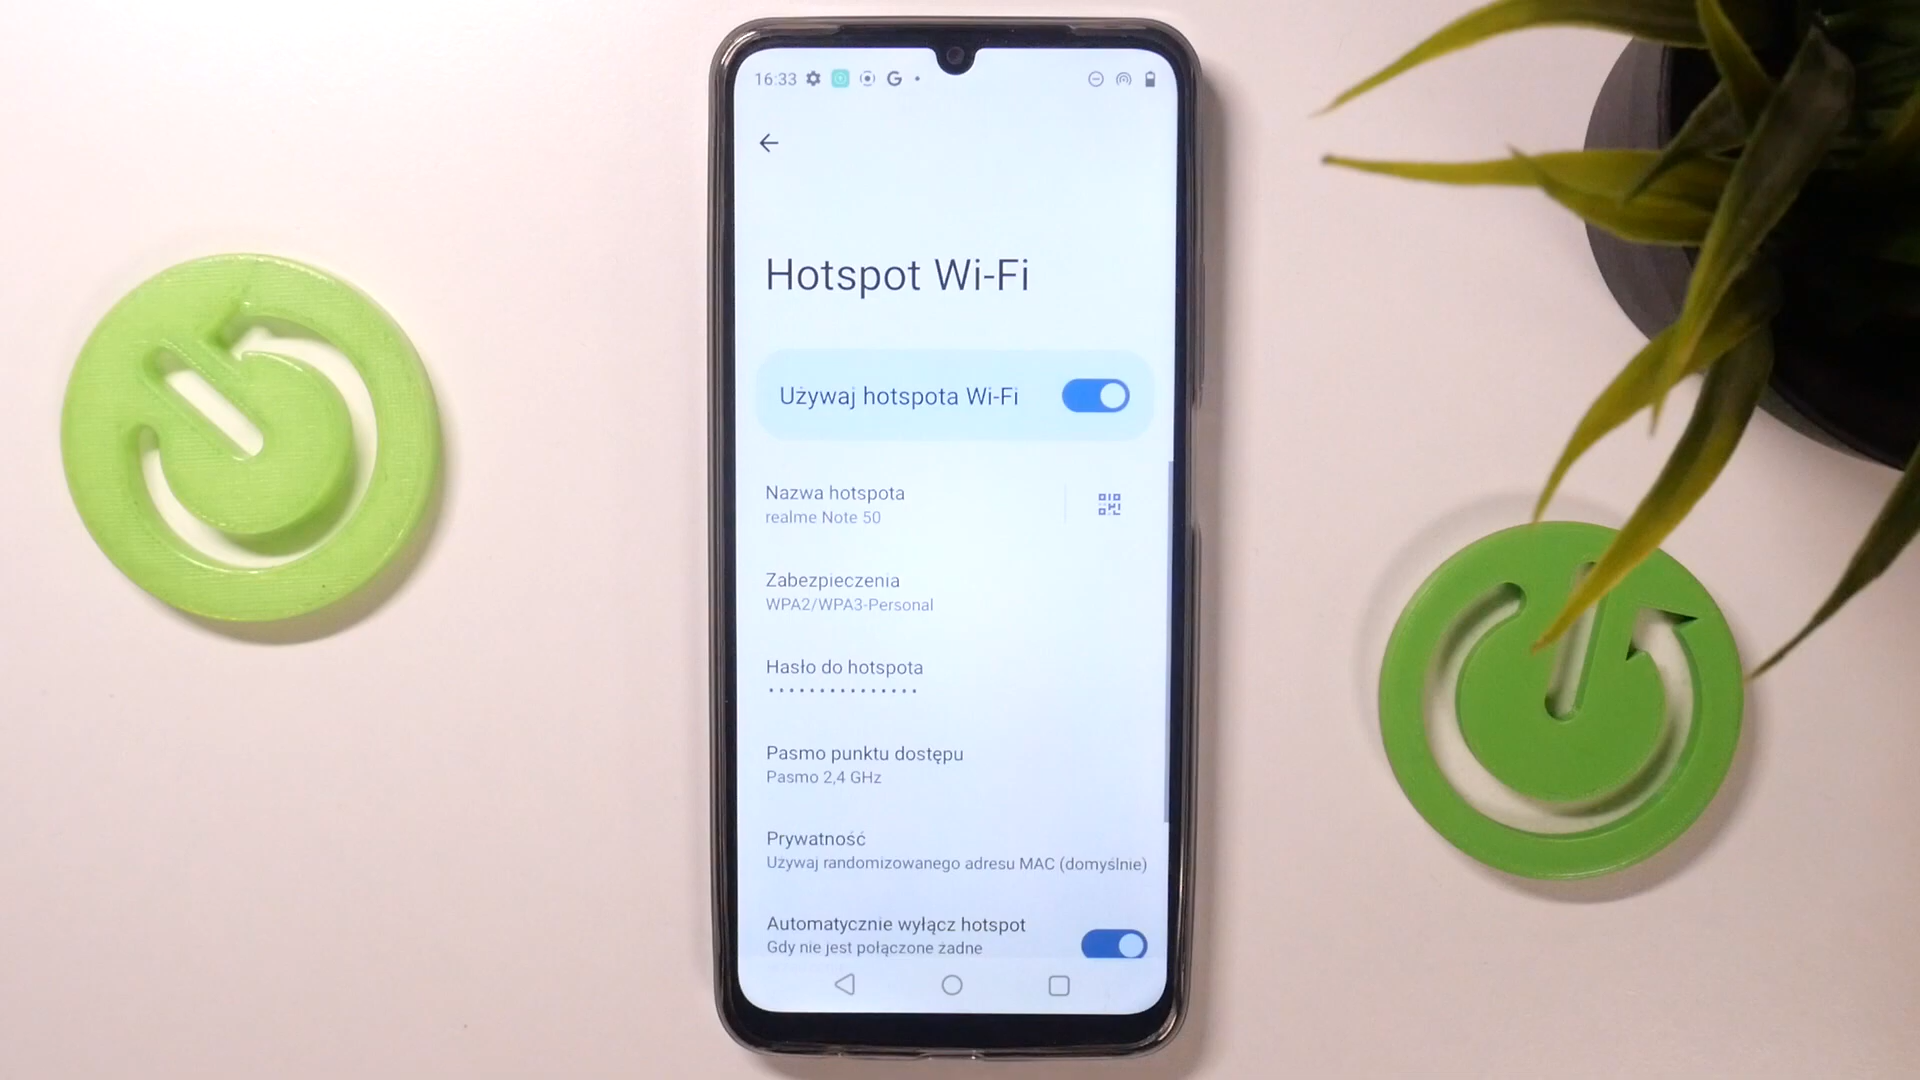 16:33
Hotspot Wi-Fi
Używaj hotspota Wi-Fi
Nazwa hotspota
realme Note 50
Zabezpieczenia
WPA2/WPA3-Personal
Hasło do hotspota
•••••••••••••••
Pasmo punktu dostępu
Pasmo 2,4 GHz
Prywatność
Używaj randomizowanego adresu MAC (domyślnie)
Automatycznie wyłącz hotspot
Gdy nie jest połączone żadne